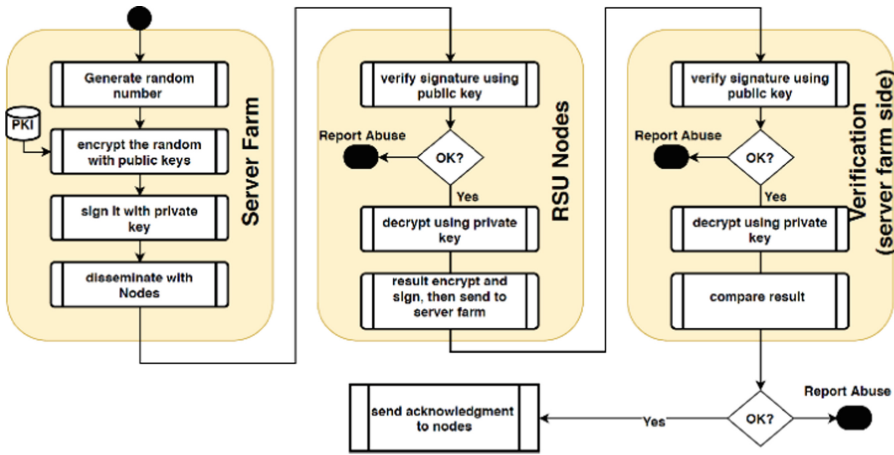 Generate random
number
PKI
encrypt the random
with public keys
sign it with private
key
disseminate with
Nodes
Server Farm
verify signature using
public key
Report Abuse
OK?
Yes
decrypt using private
key
result encrypt and
sign, then send to
server farm
RSU Nodes
verify signature using
public key
Report Abuse
OK?
Yes
decrypt using private
key
compare result
Verification
(server farm side)
OK?
Report Abuse
Yes
send acknowledgment
to nodes